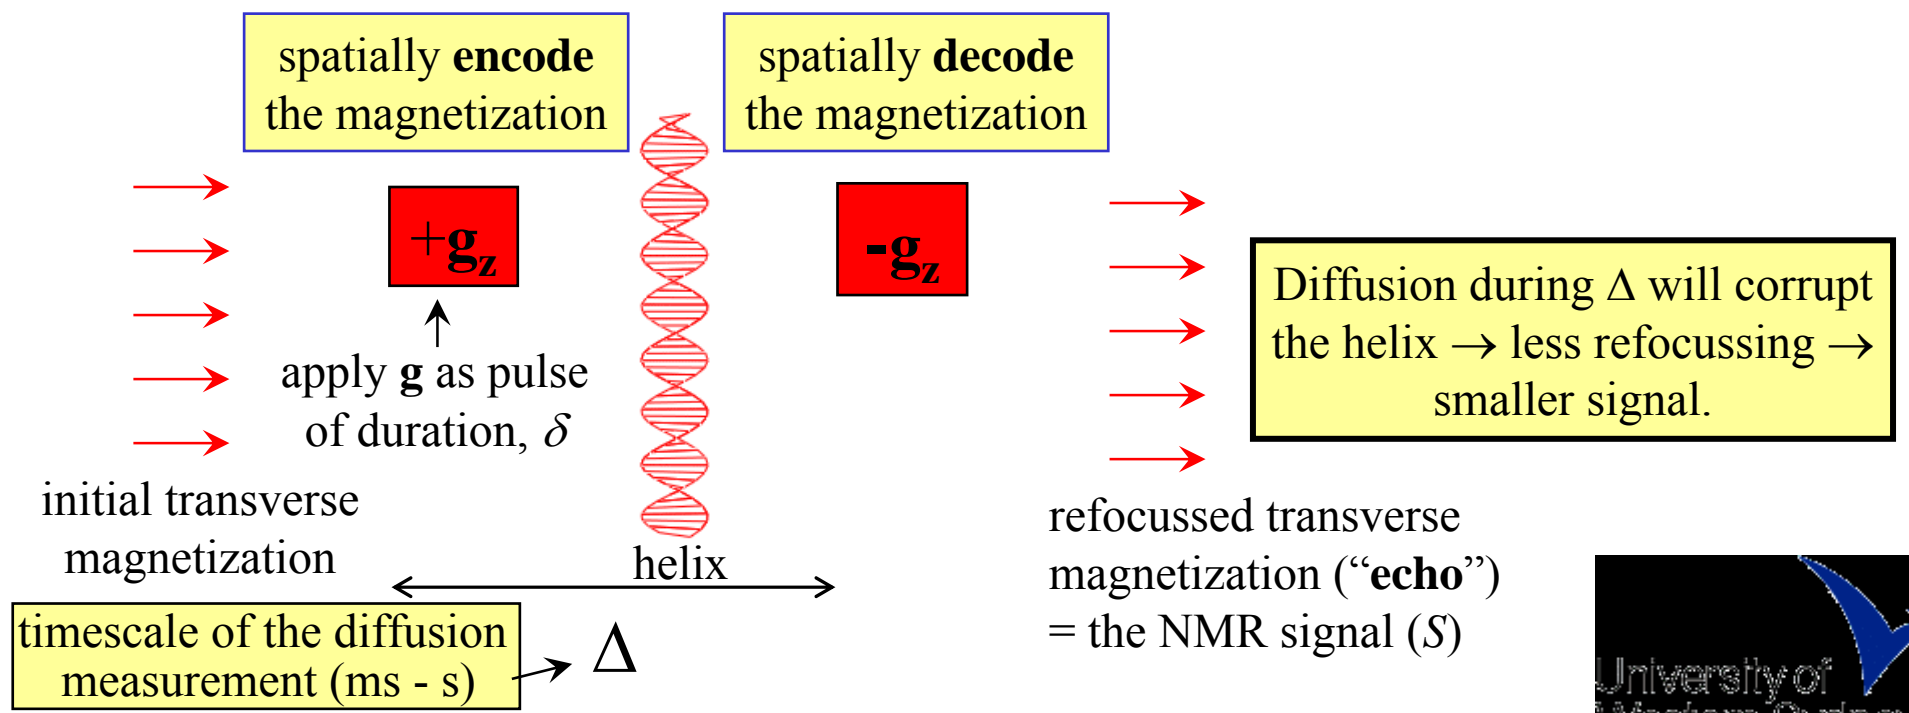 spatially encode
the magnetization
spatially decode
the magnetization
+gz
-gz
apply g as pulse
of duration, δ
initial transverse
magnetization
helix
timescale of the diffusion
measurement (ms - s)
Δ
Diffusion during Δ will corrupt
the helix → less refocussing →
smaller signal.
refocussed transverse
magnetization (“echo”)
= the NMR signal (S)
University of